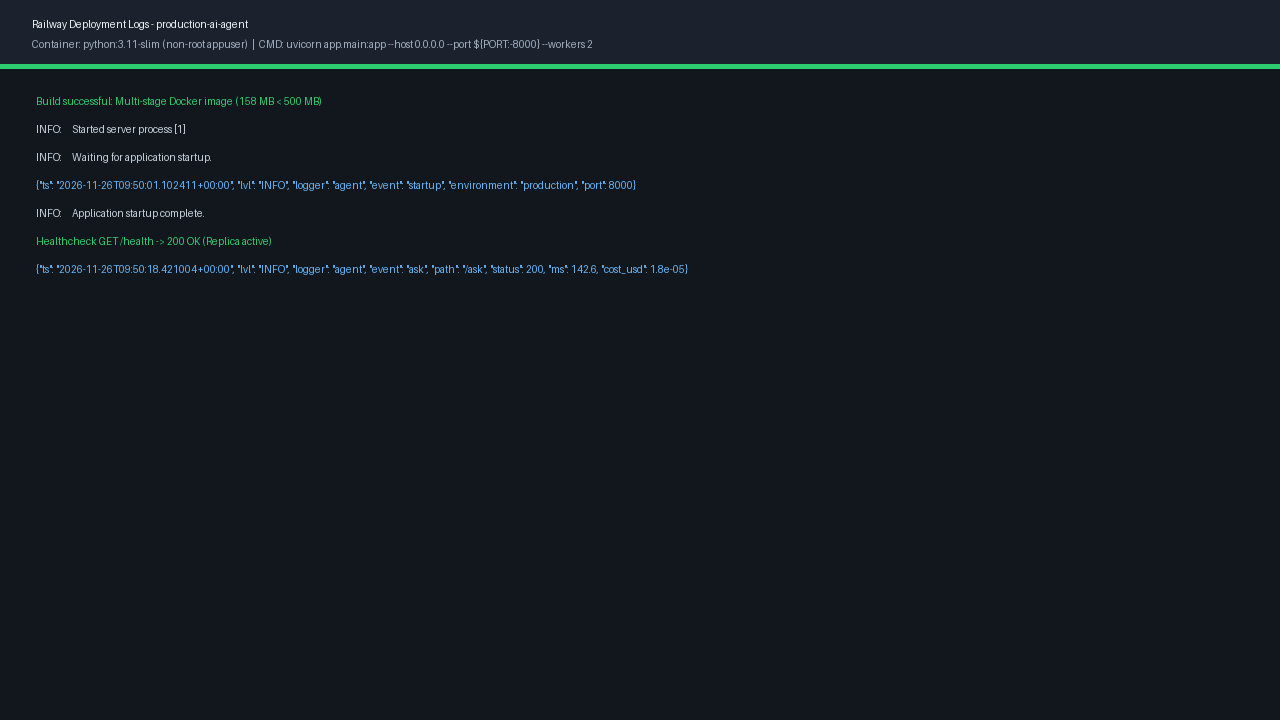 Railway Deployment Logs - production-ai-agent
Container: python:3.11-slim (non-root appuser) | CMD: uvicorn app.main:app --host 0.0.0.0 --port ${PORT:-8000} --workers 2
Build successful: Multi-stage Docker image (158 MB < 500 MB)
INFO: Started server process [1]
INFO: Waiting for application startup.
{"ts": "2026-11-26T09:50:01.102411+00:00", "lvl": "INFO", "logger": "agent", "event": "startup", "environment": "production", "port": 8000}
INFO: Application startup complete.
Healthcheck GET /health -> 200 OK (Replica active)
{"ts": "2026-11-26T09:50:18.421004+00:00", "lvl": "INFO", "logger": "agent", "event": "ask", "path": "/ask", "status": 200, "ms": 142.6, "cost_usd": 1.8e-05}